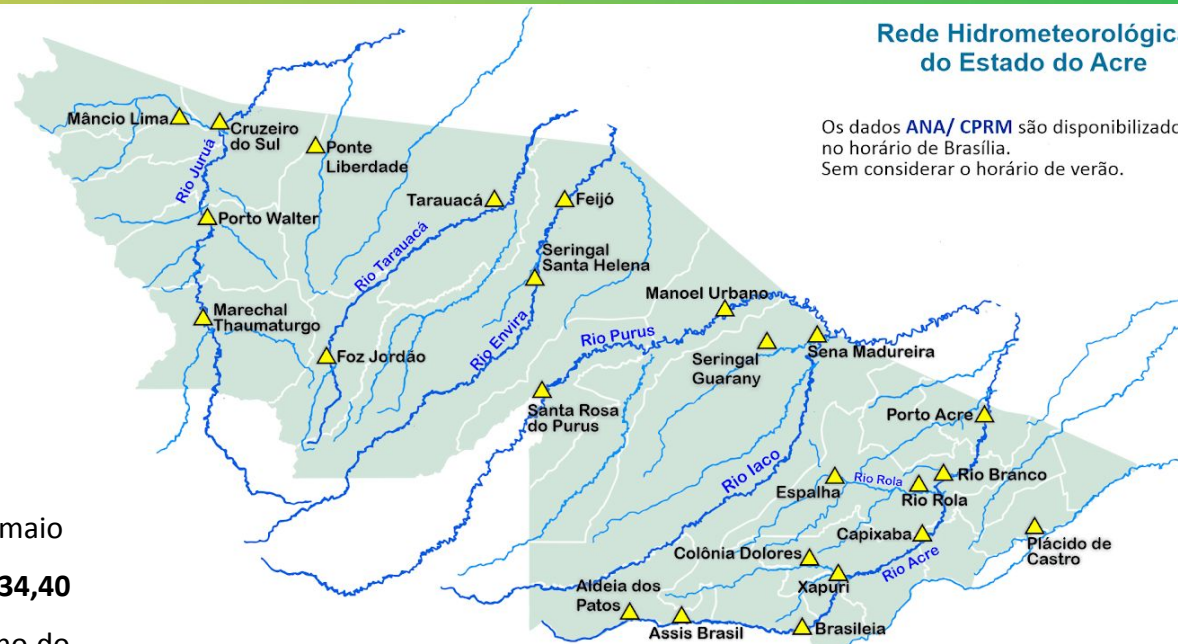 Rede Hidrometeorológica
do Estado do Acre
Os dados ANA/ CPRM são disponibilizado
no horário de Brasília.
Sem considerar o horário de verão.
Mâncio Lima
Cruzeiro
do Sul
Ponte
Liberdade
Rio Juruá
Porto Walter
Tarauacá
Feijó
Rio Tarauacá
Seringal
Santa Helena
Marechal
Thaumaturgo
Foz Jordão
Rio Envira
Manoel Urbano
Rio Purus
Seringal
Guarany
Sena Madureira
Santa Rosa
do Purus
Porto Acre
Rio Iaco
Espalha
Rio Rola
Rio Rola
Rio Branco
Capixaba
Plácido de
Castro
Colônia Dolores
Rio Acre
Xapuri
Aldeia dos
Patos
Assis Brasil
Brasileia
maio
34,40